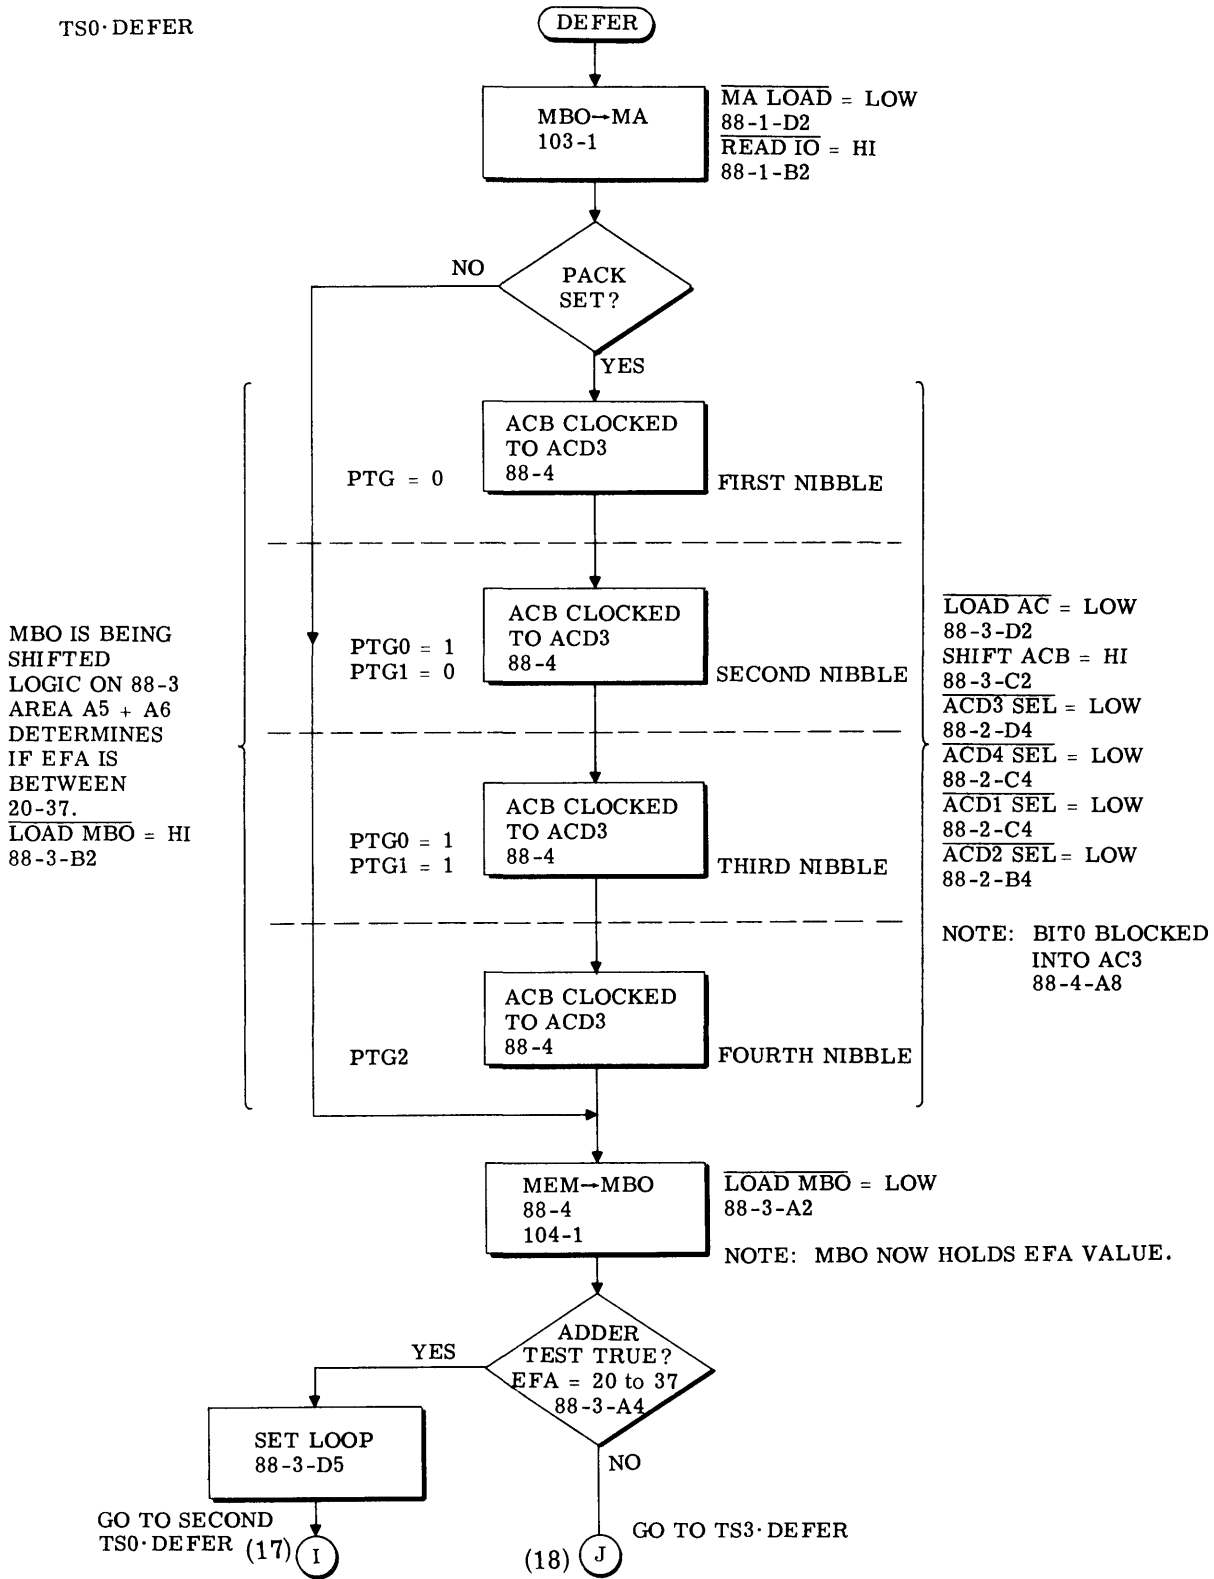 TS0·DEFER
DEFER
MBO→MA
103-1
MA LOAD = LOW
88-1-D2
READ IO = HI
88-1-B2
PACK
SET?
NO
YES
ACB CLOCKED
TO ACD3
88-4
PTG = 0
FIRST NIBBLE
ACB CLOCKED
TO ACD3
88-4
PTG0 = 1
PTG1 = 0
SECOND NIBBLE
ACB CLOCKED
TO ACD3
88-4
PTG0 = 1
PTG1 = 1
THIRD NIBBLE
ACB CLOCKED
TO ACD3
88-4
PTG2
FOURTH NIBBLE
MBO IS BEING
SHIFTED
LOGIC ON 88-3
AREA A5 + A6
DETERMINES
IF EFA IS
BETWEEN
20-37.
LOAD MBO = HI
88-3-B2
LOAD AC = LOW
88-3-D2
SHIFT ACB = HI
88-3-C2
ACD3 SEL = LOW
88-2-D4
ACD4 SEL = LOW
88-2-C4
ACD1 SEL = LOW
88-2-C4
ACD2 SEL = LOW
88-2-B4
NOTE: BIT0 BLOCKED
INTO AC3
88-4-A8
MEM→MBO
88-4
104-1
LOAD MBO = LOW
88-3-A2
NOTE: MBO NOW HOLDS EFA VALUE.
ADDER
TEST TRUE?
EFA = 20 to 37
88-3-A4
YES
NO
SET LOOP
88-3-D5
GO TO SECOND
TS0·DEFER (17) I
GO TO TS3·DEFER
(18) J